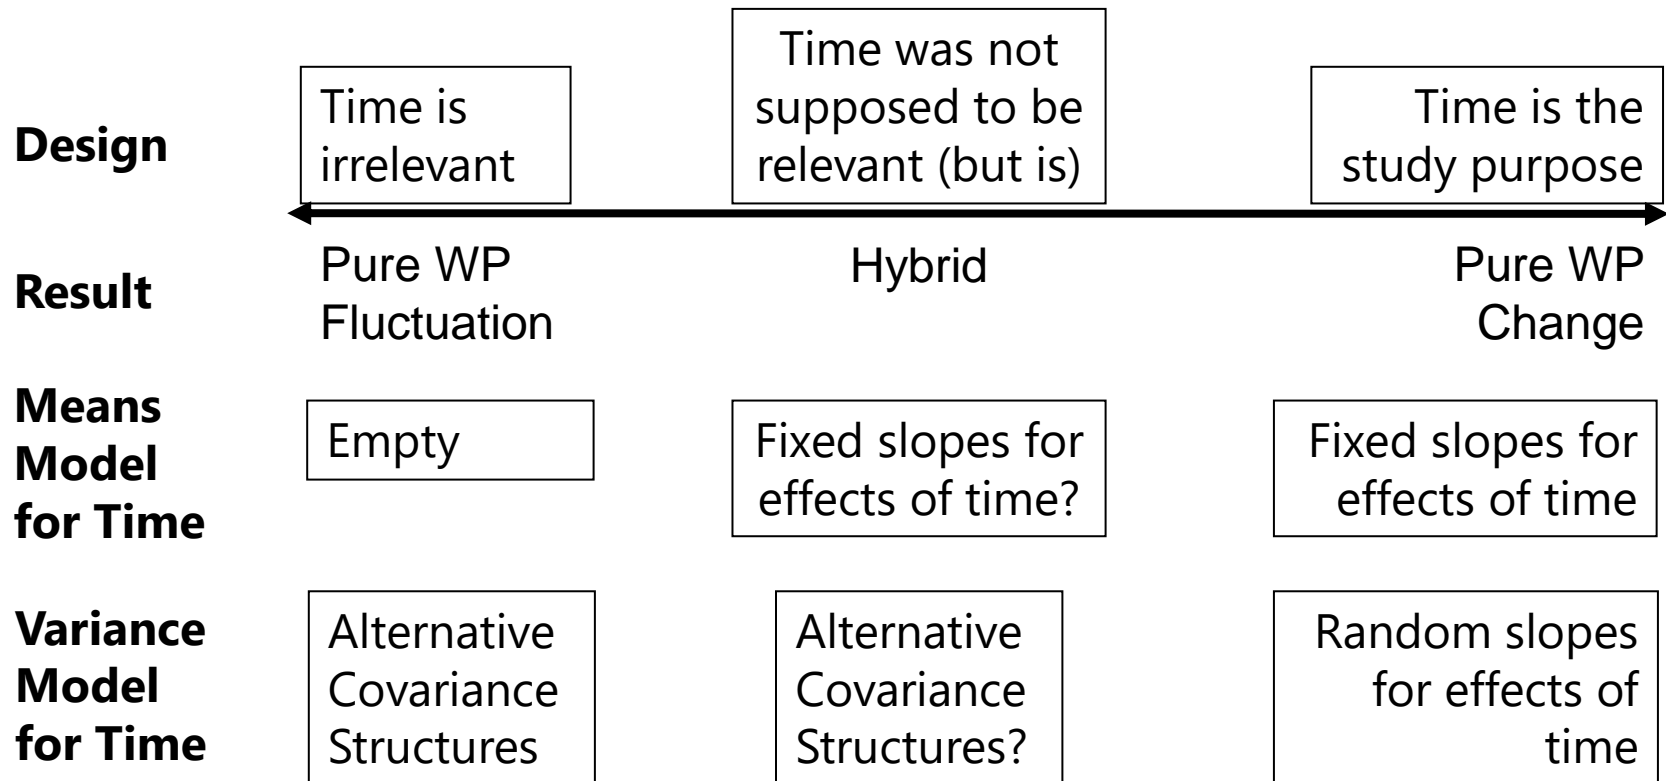 Design
Time is
irrelevant
Time was not
supposed to be
relevant (but is)
Time is the
study purpose
Result
Pure WP
Fluctuation
Hybrid
Pure WP
Change
Means
Model
for Time
Empty
Fixed slopes for
effects of time?
Fixed slopes for
effects of time
Variance
Model
for Time
Alternative
Covariance
Structures
Alternative
Covariance
Structures?
Random slopes
for effects of
time